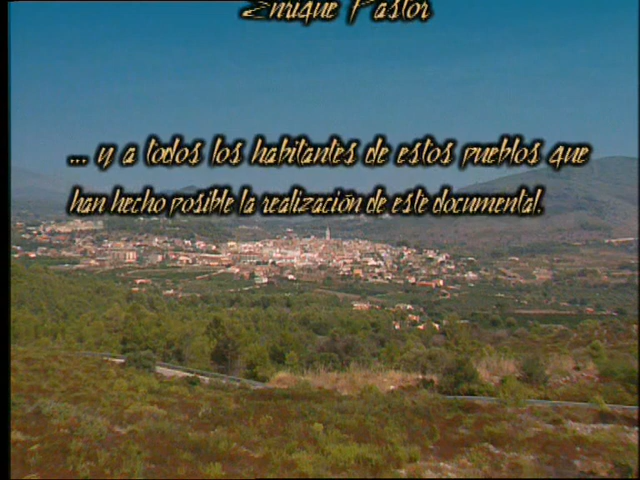 Enrique Pastor
... y a todos los habitantes de estos pueblos que
han hecho posible la realización de este documental.